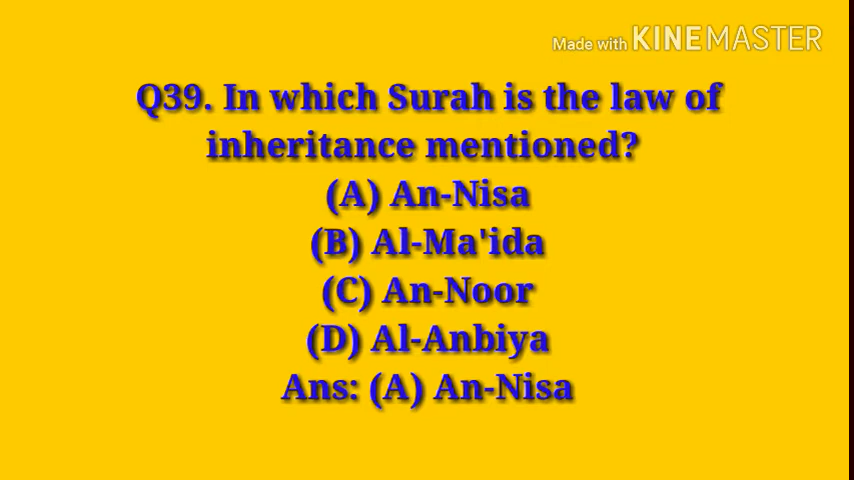 Made with KINEMASTER
Q39. In which Surah is the law of
inheritance mentioned?
(A) An-Nisa
(B) Al-Ma'ida
(C) An-Noor
(D) Al-Anbiya
Ans: (A) An-Nisa